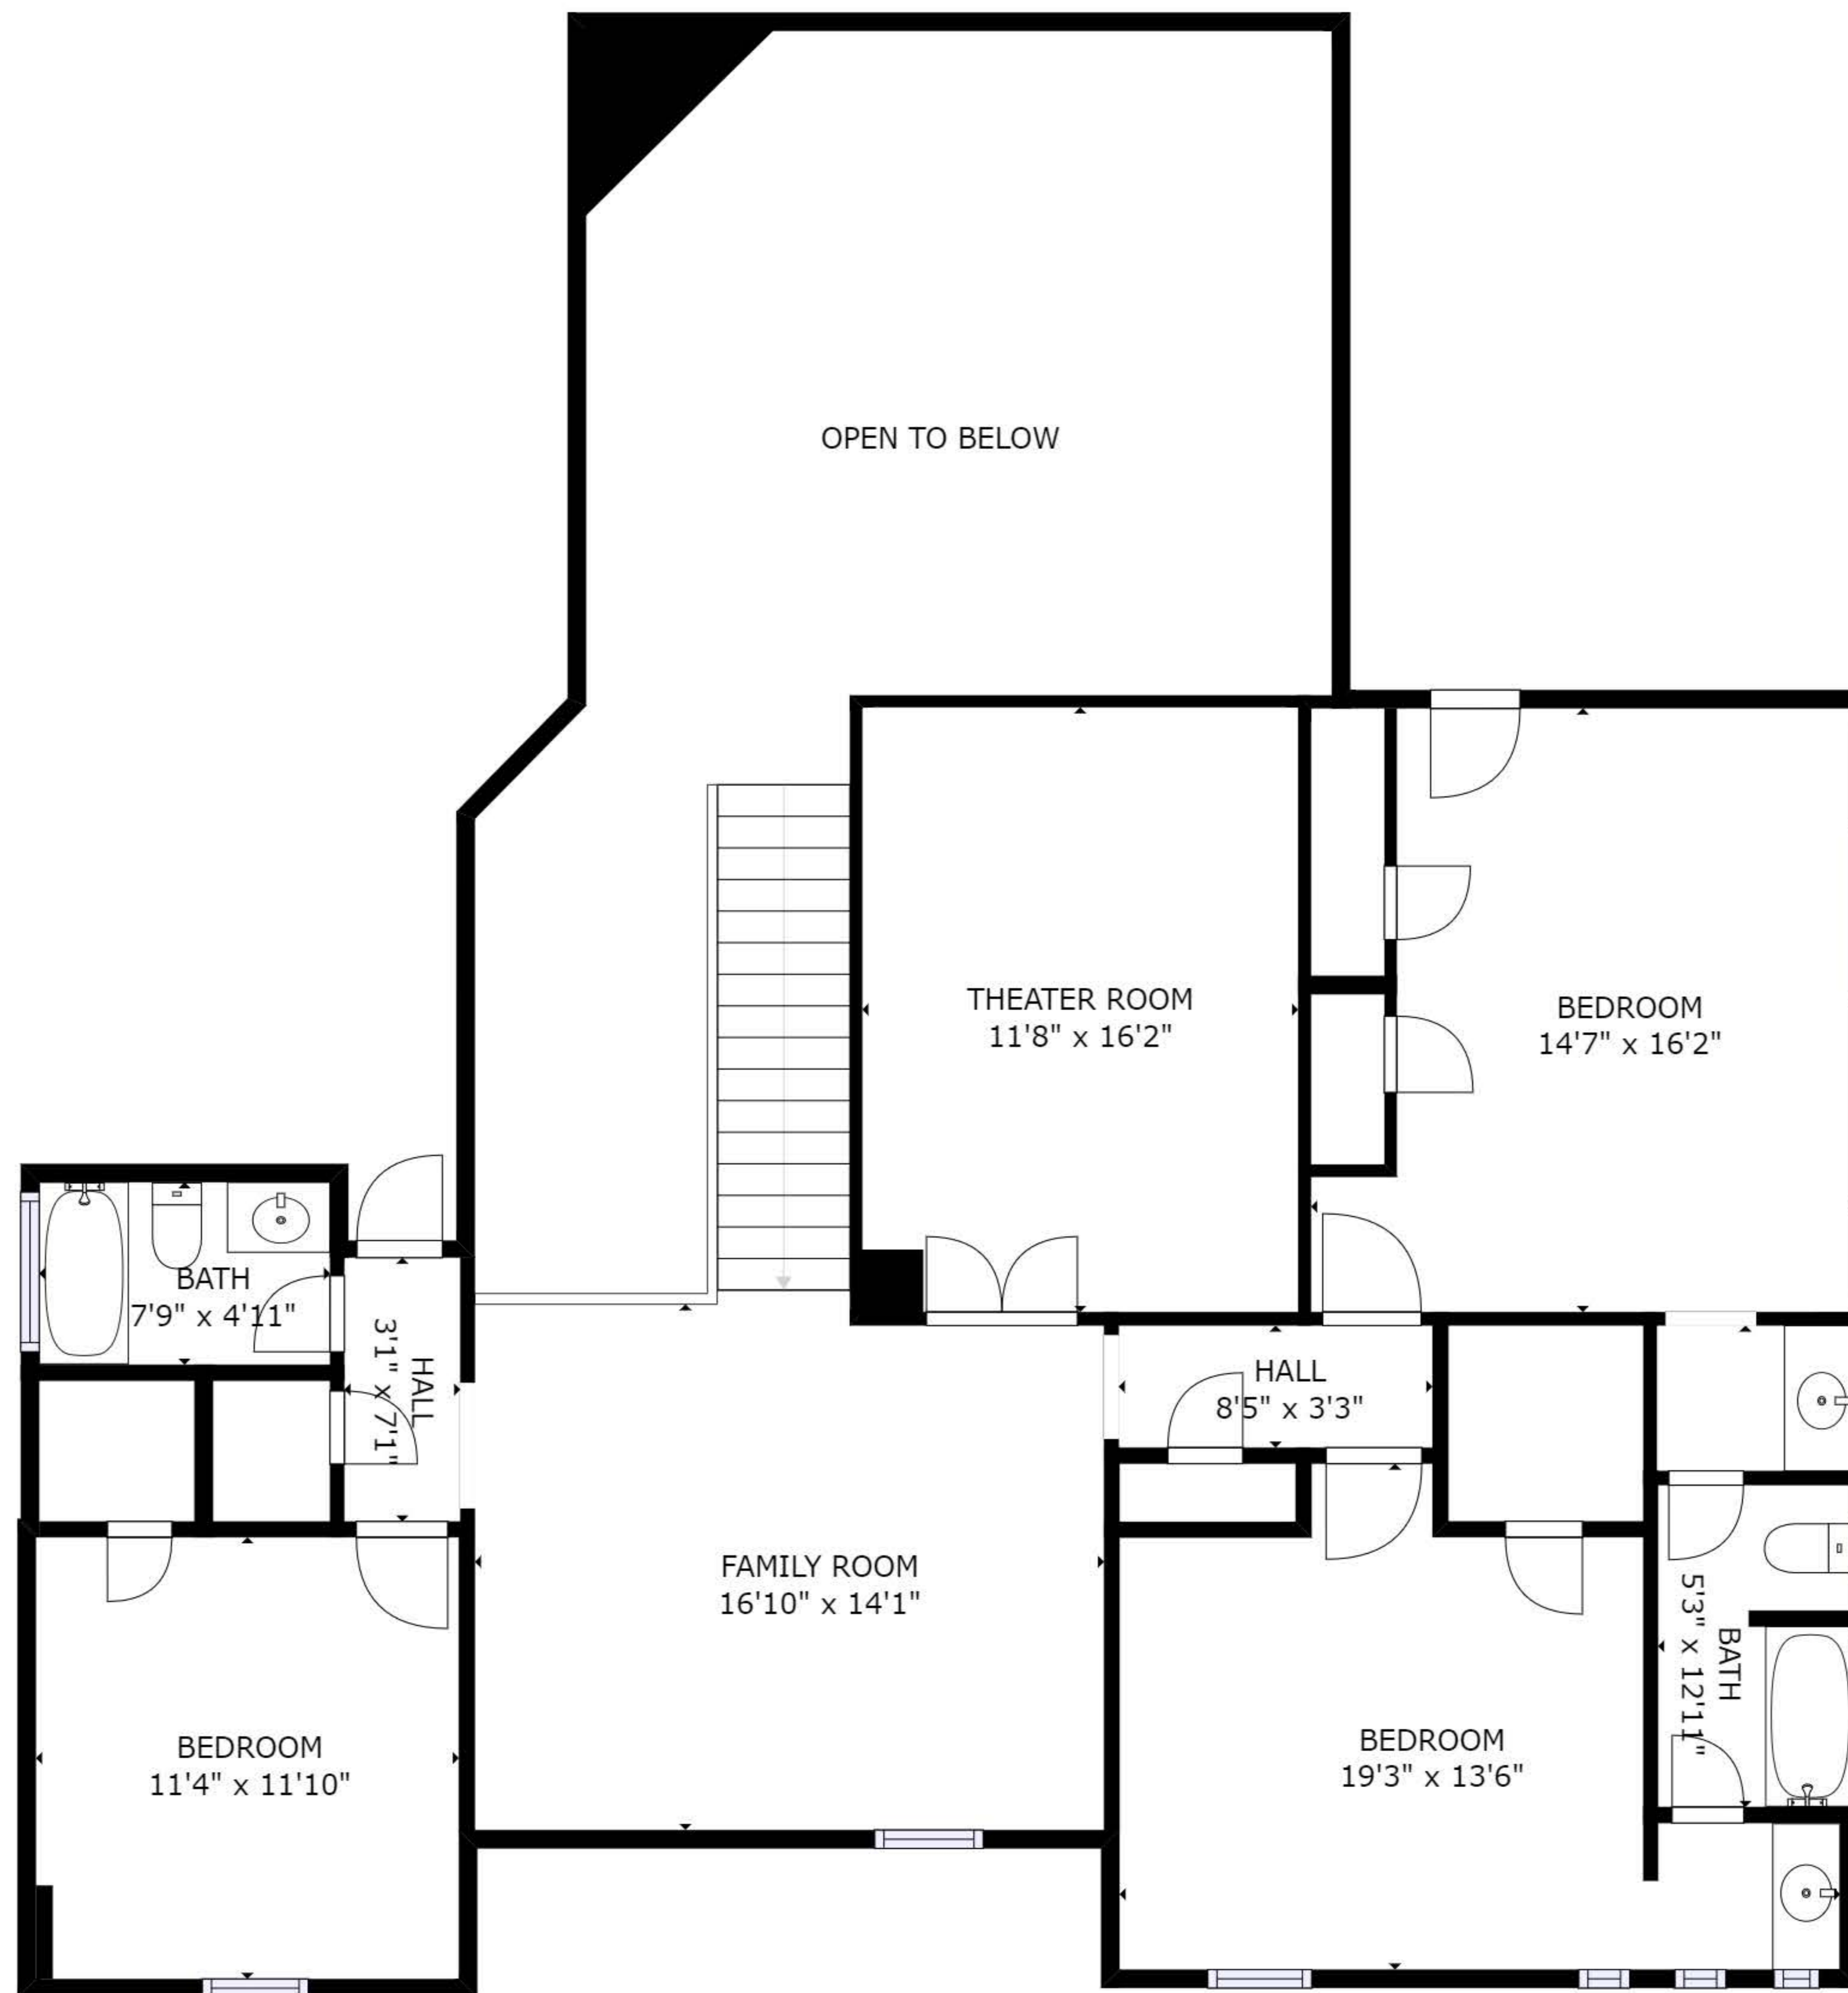 OPEN TO BELOW
THEATER ROOM
11'8" x 16'2"
BEDROOM
14'7" x 16'2"
BATH
7'9" x 4'11"
HALL
3'1" x 7'1"
HALL
8'5" x 3'3"
FAMILY ROOM
16'10" x 14'1"
BATH
5'3" x 12'11"
BEDROOM
11'4" x 11'10"
BEDROOM
19'3" x 13'6"